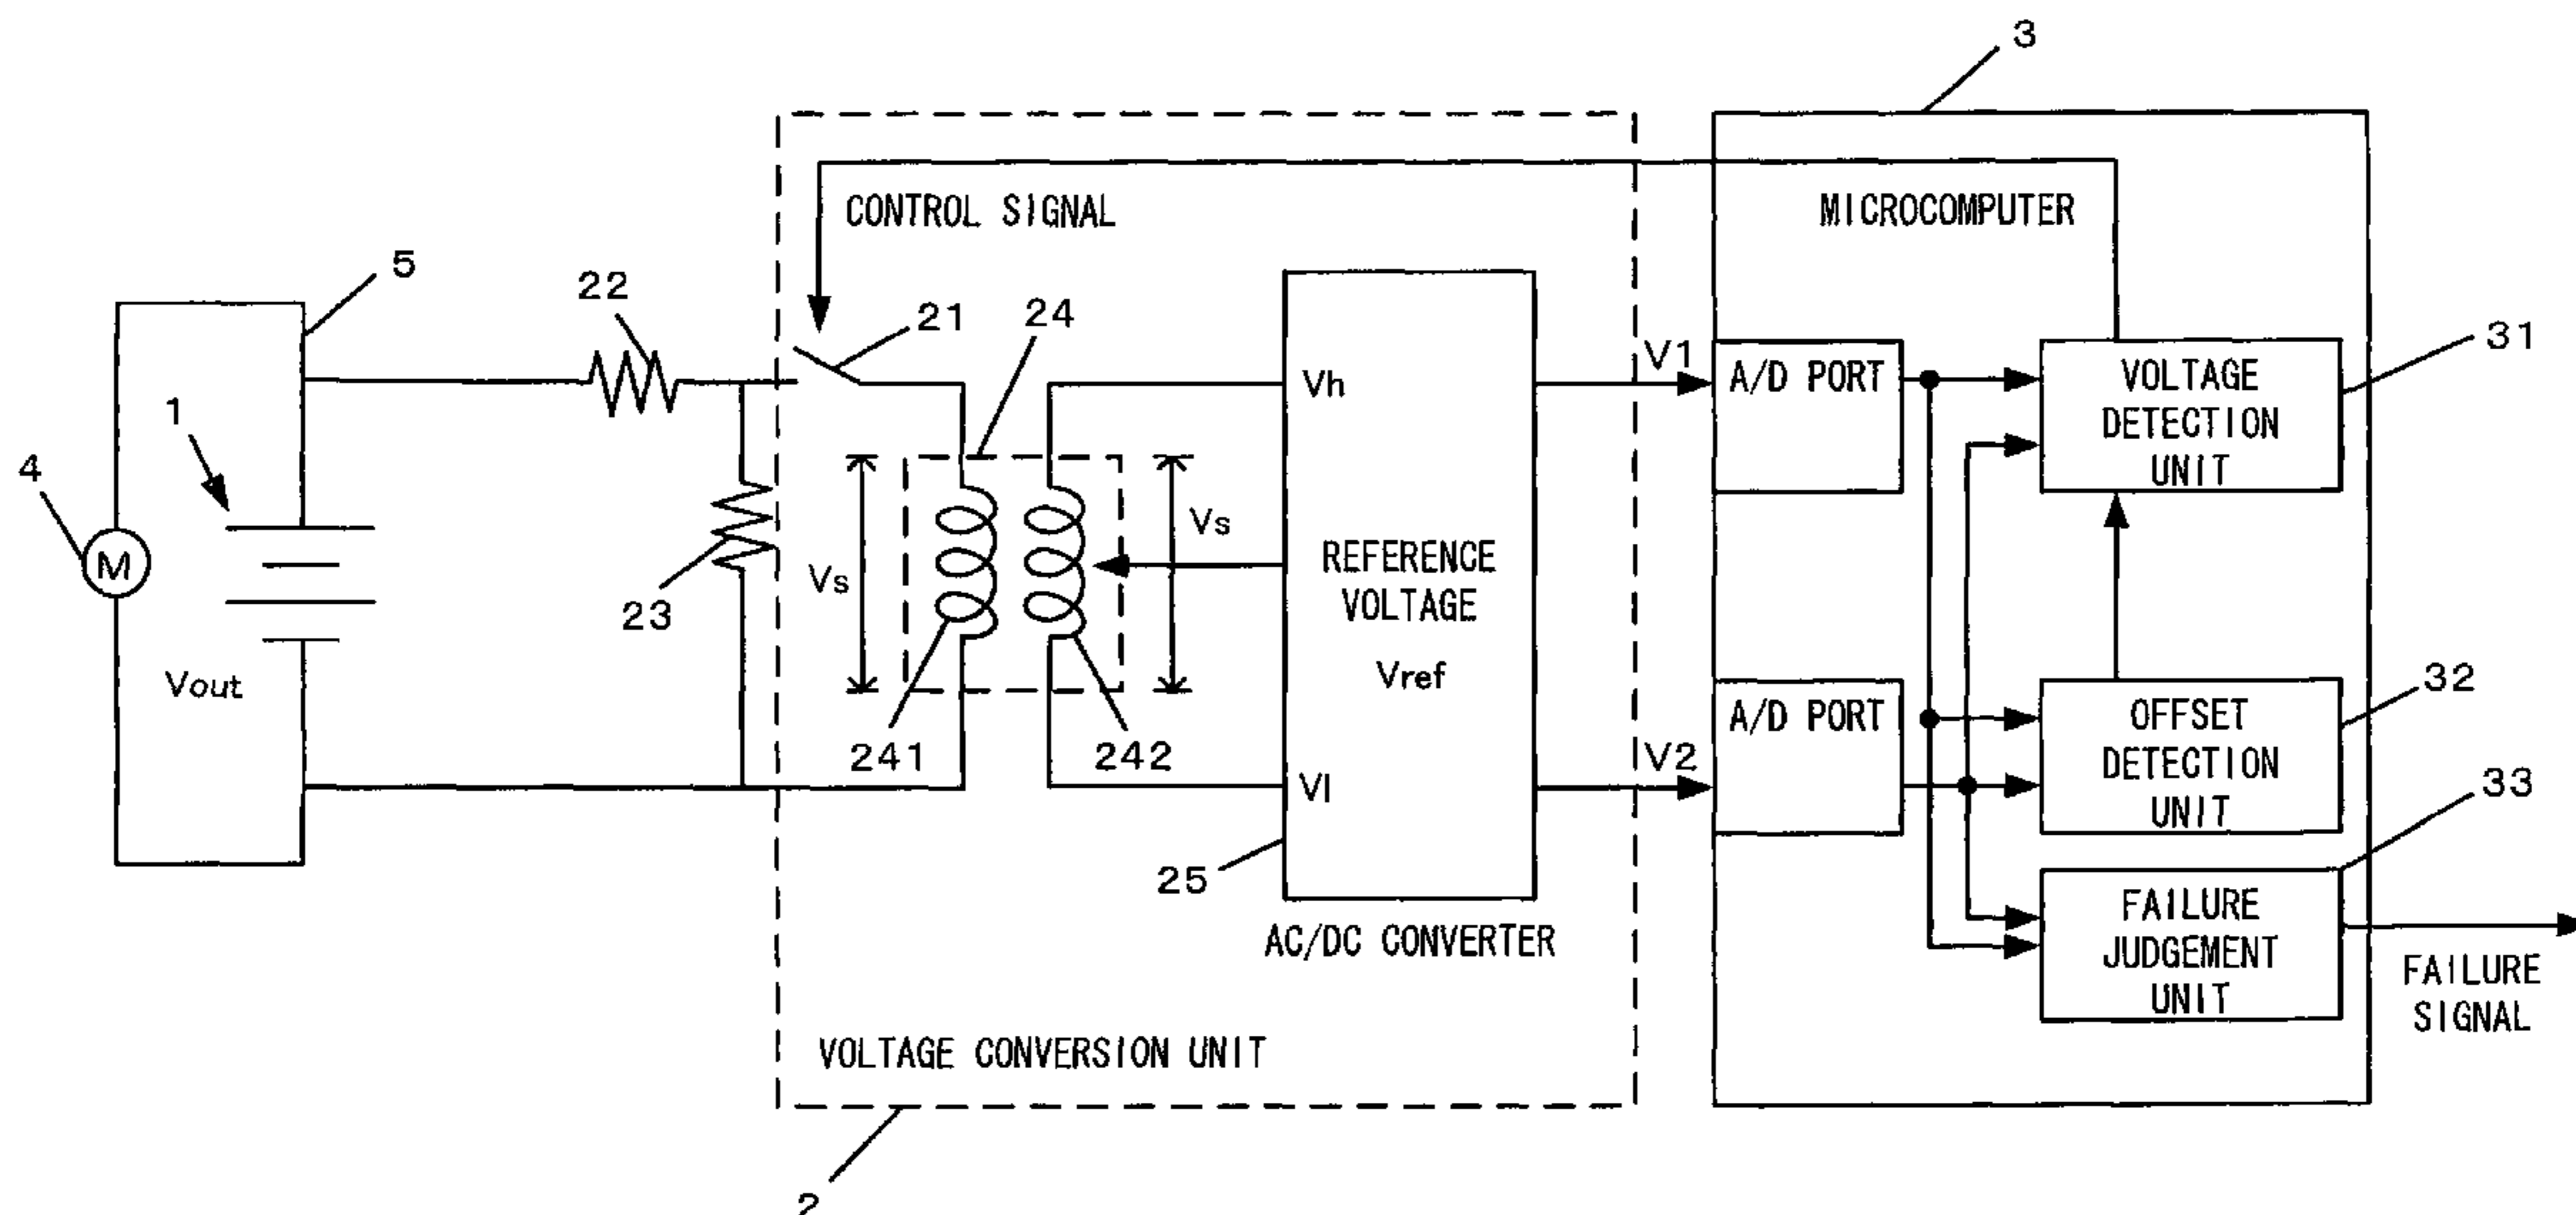 3
CONTROL SIGNAL
MICROCOMPUTER
5
22
21
24
V1
31
Vh
A/D PORT
VOLTAGE
DETECTION
UNIT
1
4
M
Vs
Vs
REFERENCE
VOLTAGE
Vref
23
Vout
241
242
Vl
25
V2
A/D PORT
32
OFFSET
DETECTION
UNIT
33
FAILURE
JUDGEMENT
UNIT
AC/DC CONVERTER
FAILURE
SIGNAL
VOLTAGE CONVERSION UNIT
2